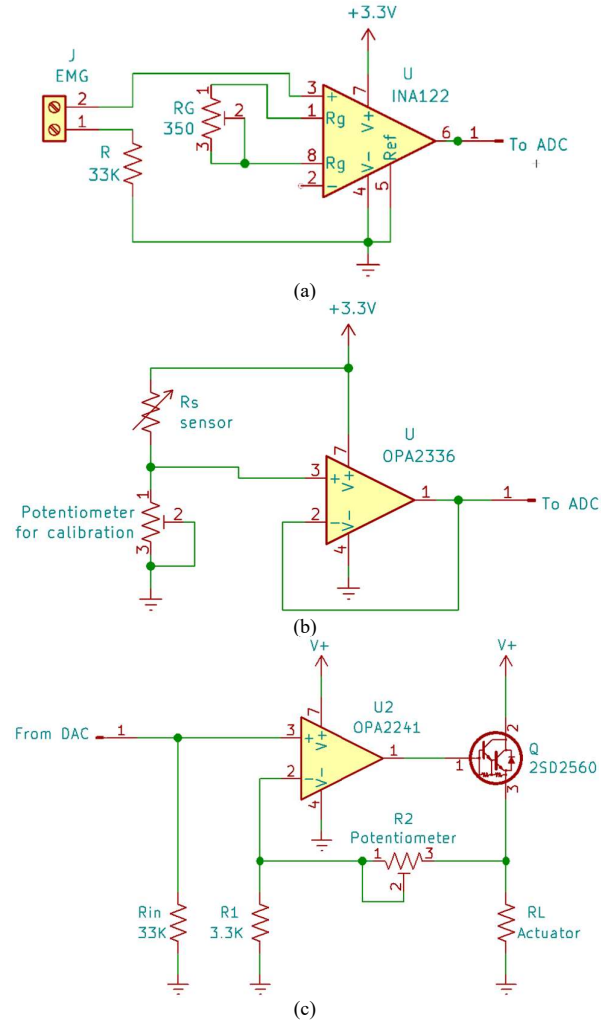 +3.3V
J
EMG
U
INA122
2
1
R
33K
RG
350
1
2
3
3
+
1
Rg
8
Rg
2
-
7
V+
V-
4
Ref
5
6
1
To ADC
(a)
+3.3V
Rs
sensor
U
OPA2336
Potentiometer
for calibration
1
2
3
3
+
2
-
7
V+
V-
4
1
1
To ADC
(b)
V+
V+
U2
OPA2241
From DAC
1
3
+
2
-
7
V+
V-
4
1
1
2
3
Q
2SD2560
R2
Potentiometer
1
3
2
Rin
33K
R1
3.3K
RL
Actuator
(c)